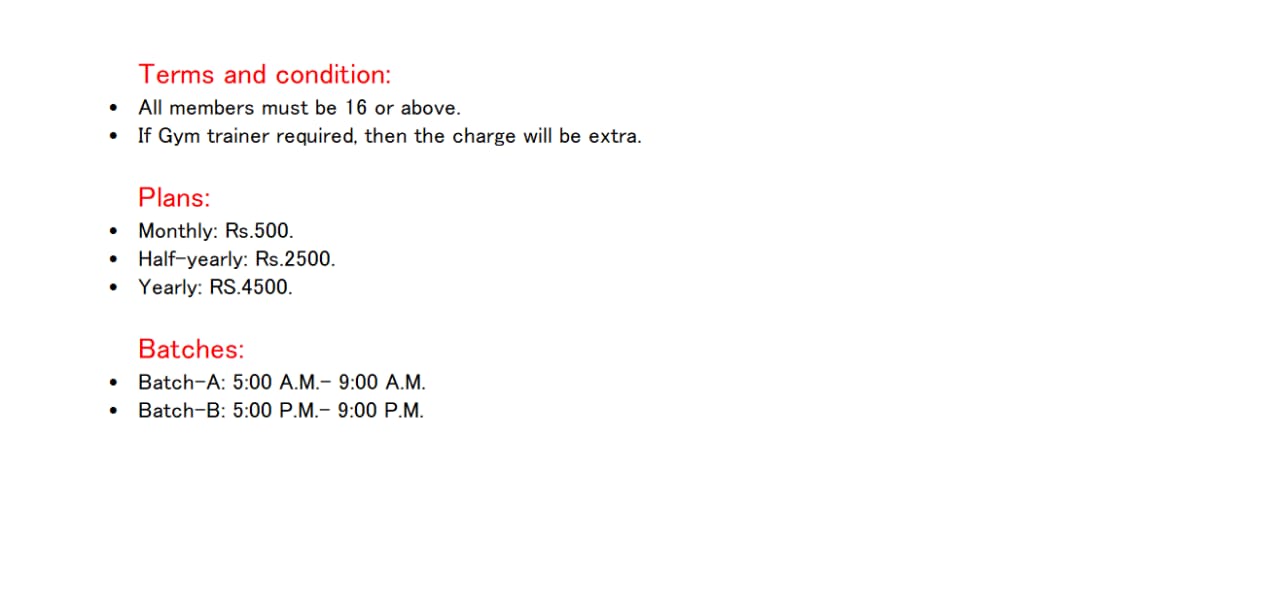 Terms and condition:
• All members must be 16 or above.
• If Gym trainer required, then the charge will be extra.
Plans:
• Monthly: Rs.500.
• Half-yearly: Rs.2500.
• Yearly: RS.4500.
Batches:
• Batch-A: 5:00 A.M.- 9:00 A.M.
• Batch-B: 5:00 P.M.- 9:00 P.M.